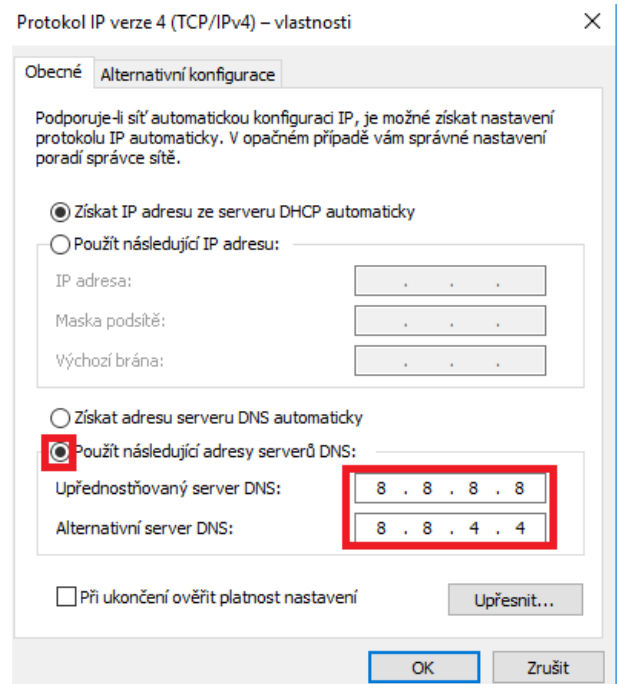 Protokol IP verze 4 (TCP/IPv4) – vlastnosti
Obecné
Alternativní konfigurace
Podporuje-li síť automatickou konfiguraci IP, je možné získat nastavení
protokolu IP automaticky. V opačném případě vám správné nastavení
poradí správce sítě.
Získat IP adresu ze serveru DHCP automaticky
Použít následující IP adresu:
IP adresa:
. . .
Maska podsítě:
. . .
Výchozí brána:
. . .
Získat adresu serveru DNS automaticky
Použít následující adresy serverů DNS:
Upřednostňovaný server DNS:
8 . 8 . 8 . 8
Alternativní server DNS:
8 . 8 . 4 . 4
Při ukončení ověřit platnost nastavení
Upřesnit...
OK
Zrušit